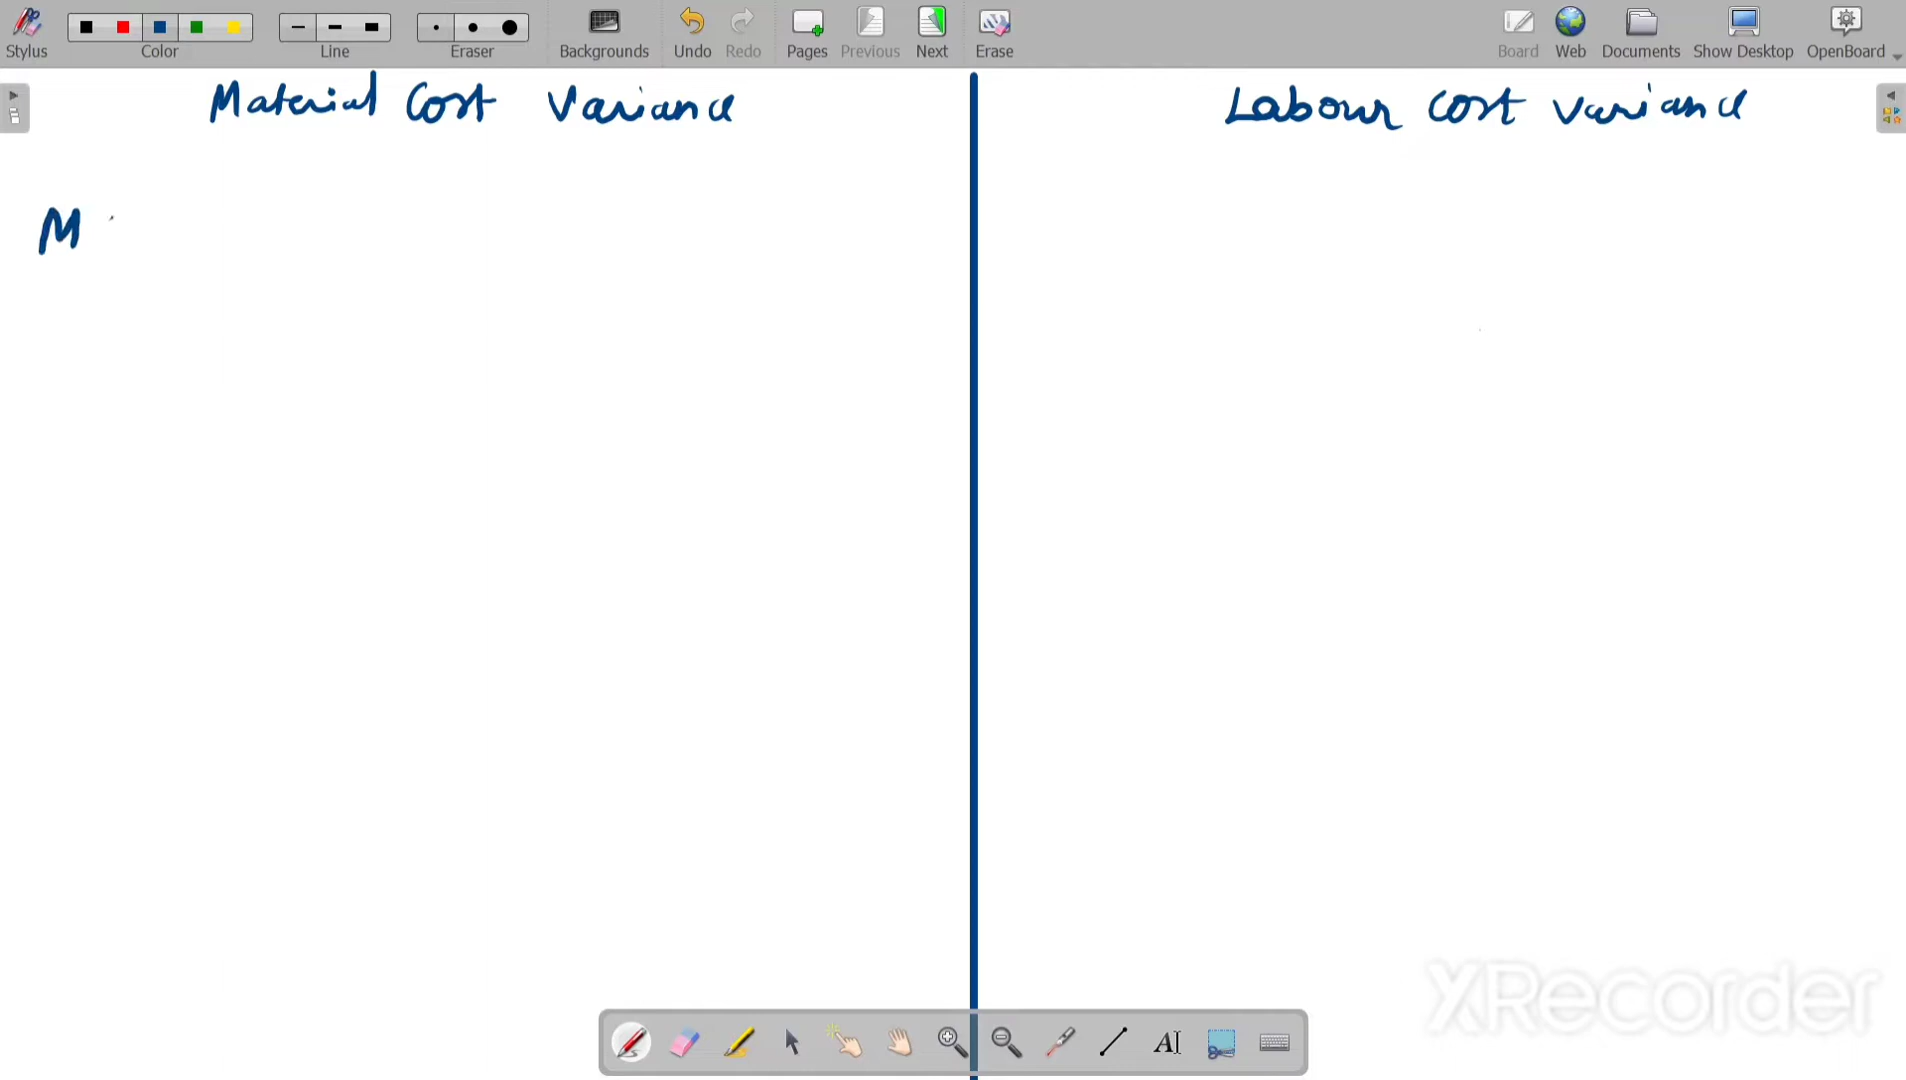 Stylus Color Line Eraser Backgrounds Undo Redo Pages Previous Next Erase Board Web Documents Show Desktop OpenBoard
Material Cost Variance
Labour cost variance
M
XRecorder